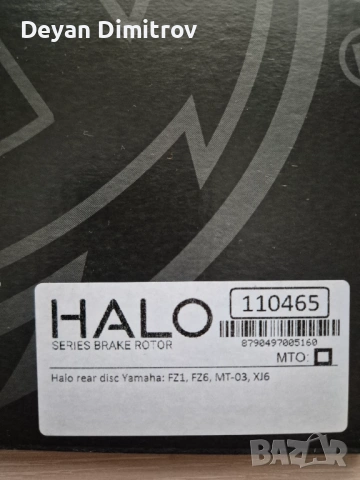 Deyan Dimitrov
HALO
SERIES BRAKE ROTOR
110465
8790497005160
MTO:
Halo rear disc Yamaha: FZ1, FZ6, MT-03, XJ6
BAZAR
bg